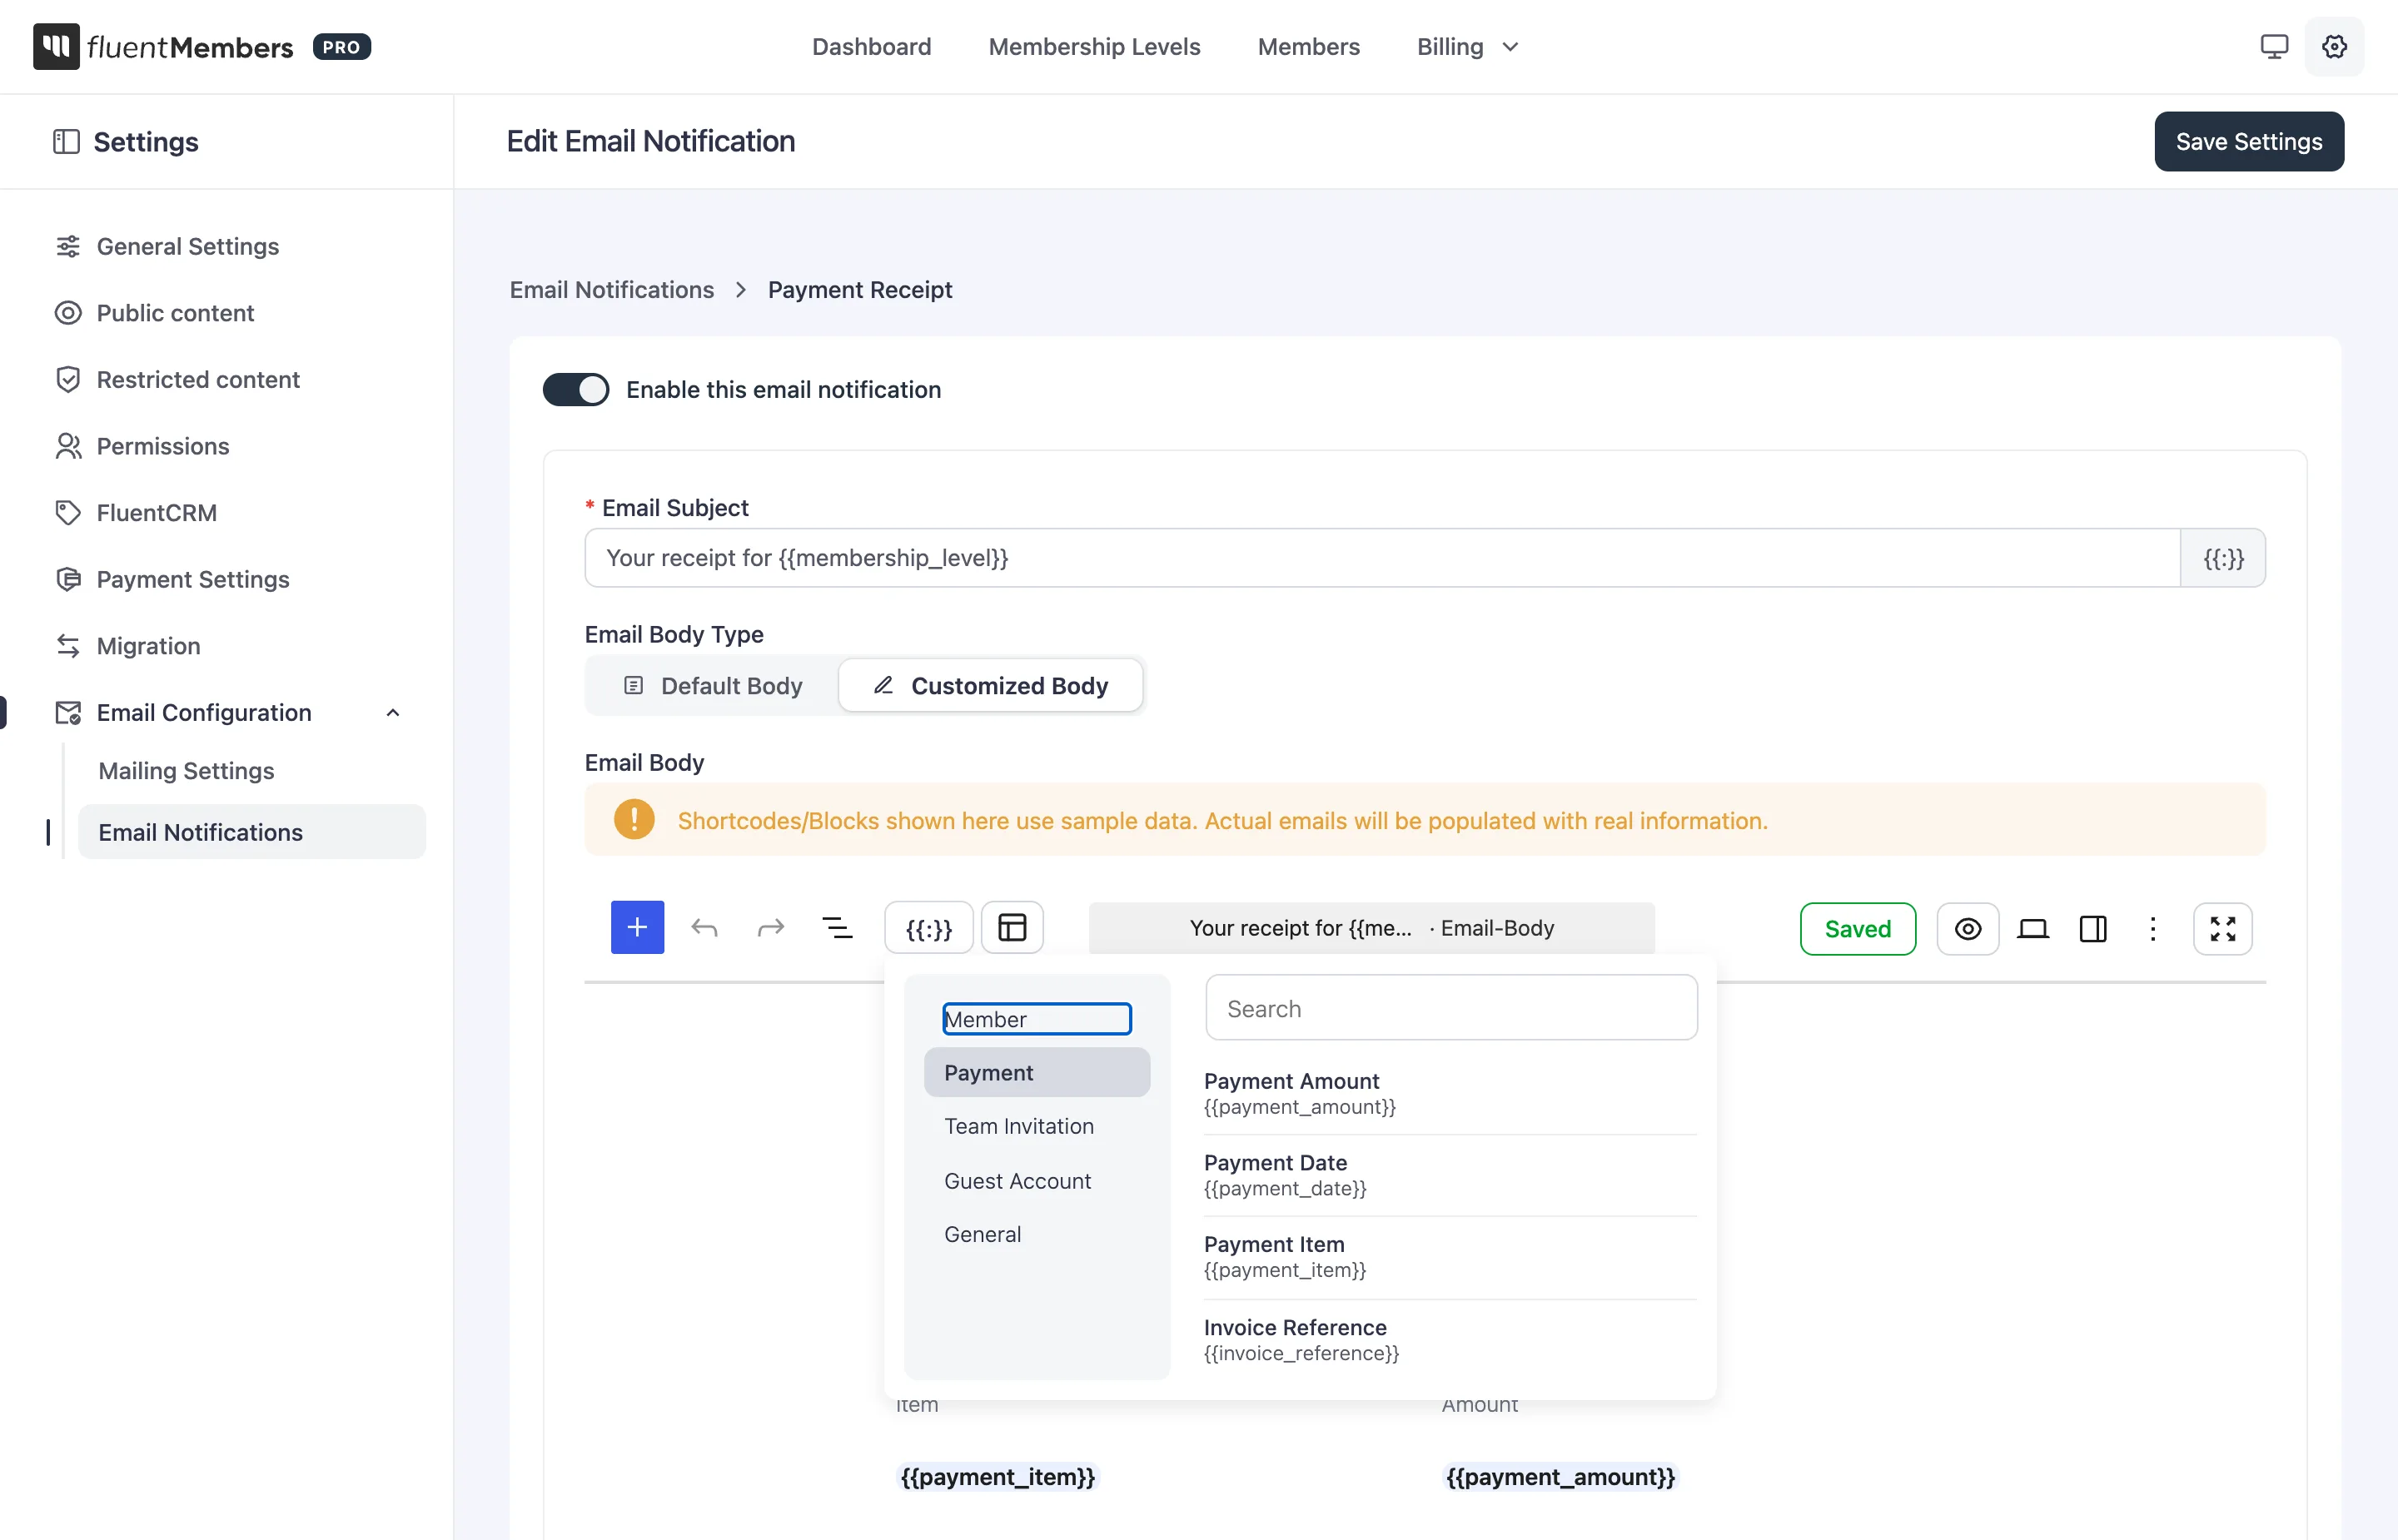 fluentMembers PRO
Dashboard
Membership Levels
Members
Billing
Settings
Edit Email Notification
Save Settings
General Settings
Public content
Restricted content
Permissions
FluentCRM
Payment Settings
Migration
Email Configuration
Mailing Settings
Email Notifications
Email Notifications > Payment Receipt
Enable this email notification
* Email Subject
Your receipt for {{membership_level}}
{{:}}
Email Body Type
Default Body
Customized Body
Email Body
Shortcodes/Blocks shown here use sample data. Actual emails will be populated with real information.
{{:}}
Your receipt for {{me... · Email-Body
Saved
Member
Payment
Team Invitation
Guest Account
General
Search
Payment Amount
{{payment_amount}}
Payment Date
{{payment_date}}
Payment Item
{{payment_item}}
Invoice Reference
{{invoice_reference}}
Item
Amount
{{payment_item}}
{{payment_amount}}